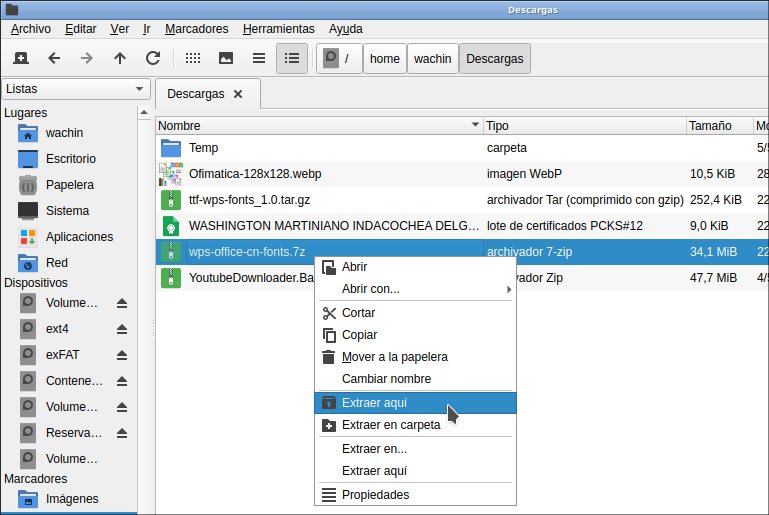 Descargas
Archivo Editar Ver Ir Marcadores Herramientas Ayuda
/ home wachin Descargas
Listas
Descargas
Lugares
wachin
Escritorio
Papelera
Sistema
Aplicaciones
Red
Dispositivos
Volume…
ext4
exFAT
Contene…
Volume…
Reserva…
Volume…
Marcadores
Imágenes
Nombre Tipo Tamaño Mo
Temp carpeta 5/5
Ofimatica-128x128.webp imagen WebP 10,5 KiB 28
ttf-wps-fonts_1.0.tar.gz archivador Tar (comprimido con gzip) 252,4 KiB 22
WASHINGTON MARTINIANO INDACOCHEA DELG… lote de certificados PCKS#12 9,0 KiB 22
wps-office-cn-fonts.7z archivador 7-zip 34,1 MiB 22
YoutubeDownloader.Ba vador Zip 47,7 MiB 4/5
Abrir
Abrir con...
Cortar
Copiar
Mover a la papelera
Cambiar nombre
Extraer aquí
Extraer en carpeta
Extraer en...
Extraer aquí
Propiedades